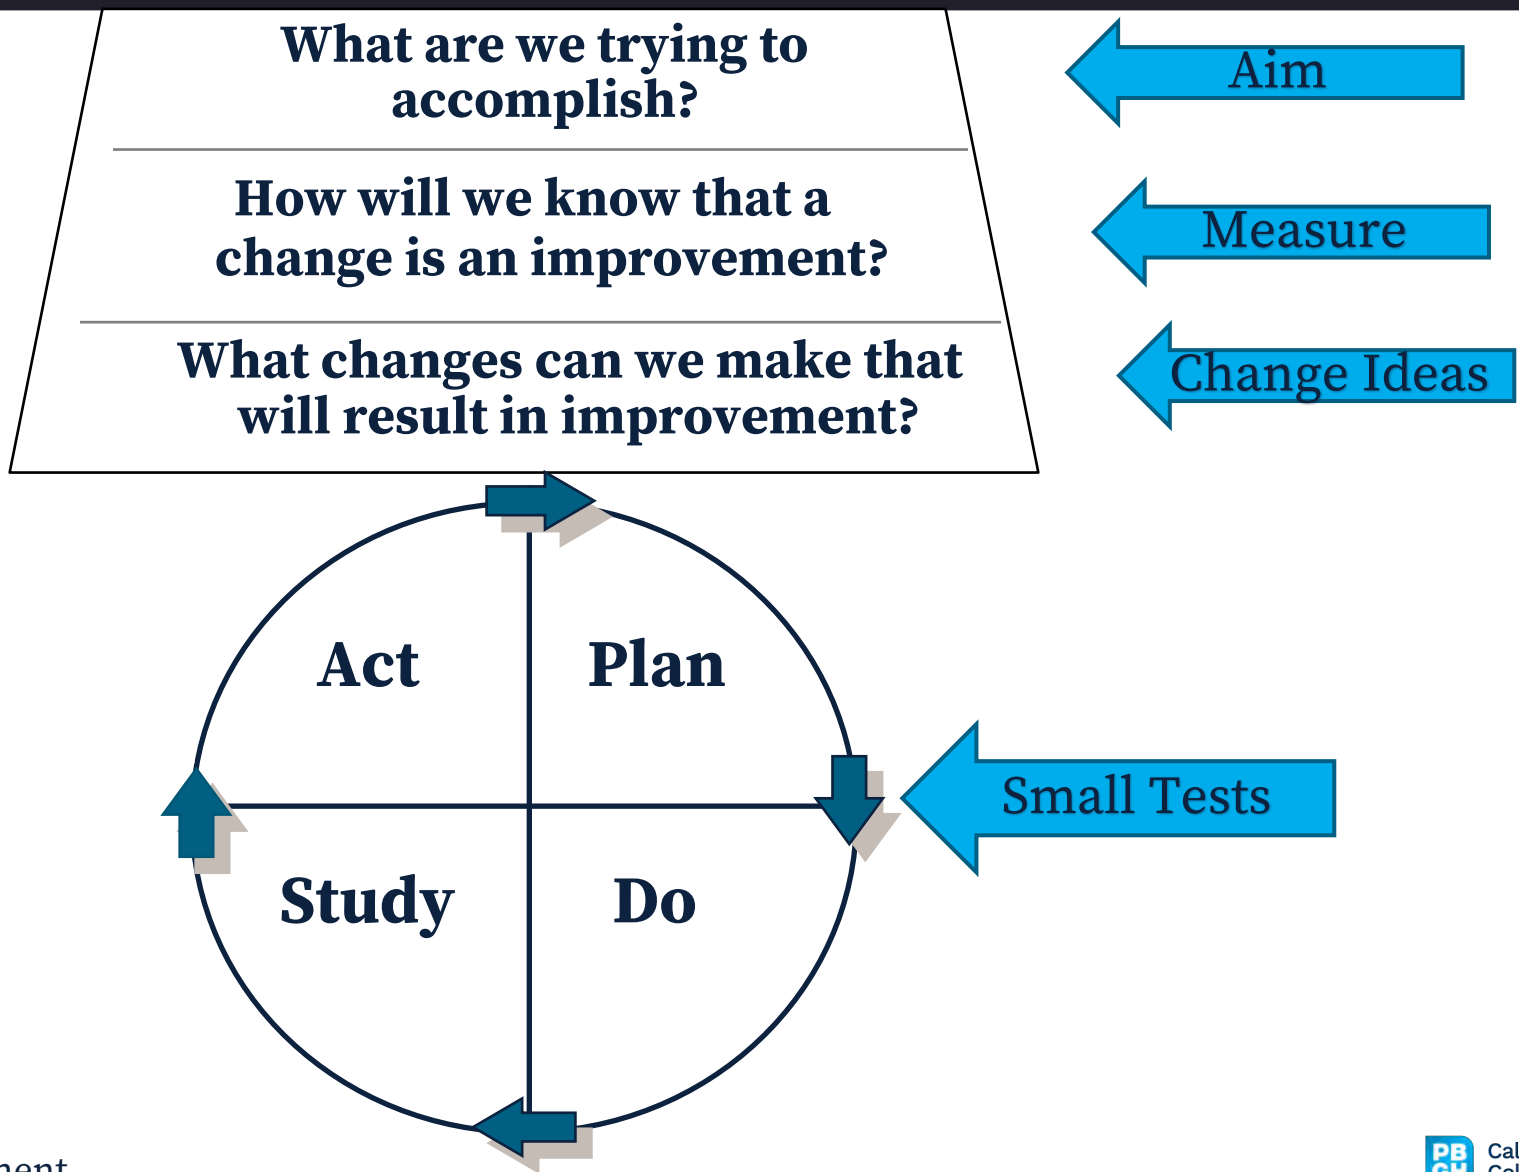 What are we trying to
accomplish?
Aim
How will we know that a
change is an improvement?
Measure
What changes can we make that
will result in improvement?
Change Ideas
Act
Plan
Small Tests
Study
Do
PB